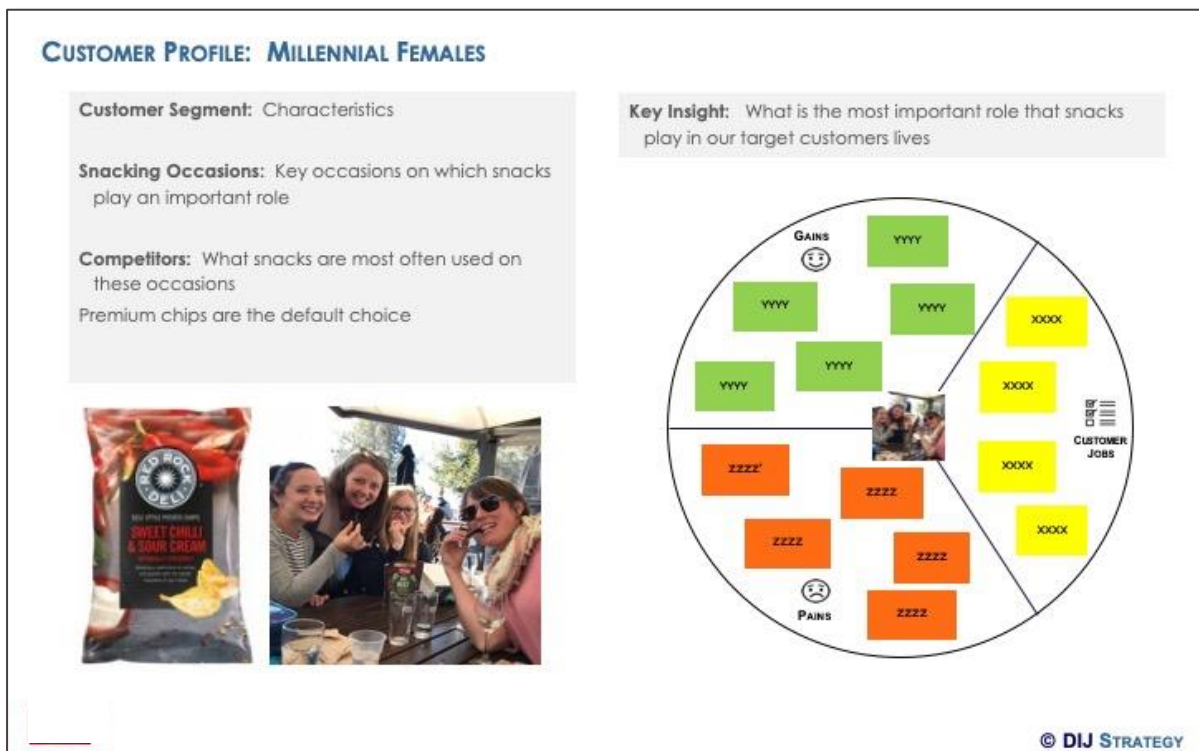 CUSTOMER PROFILE: MILLENNIAL FEMALES
Customer Segment: Characteristics
Snacking Occasions: Key occasions on which snacks
play an important role
Competitors: What snacks are most often used on
these occasions
Premium chips are the default choice
RED ROCK
DELI
SWEET CHILLI
& SOUR CREAM
Key Insight: What is the most important role that snacks
play in our target customers lives
GAINS
YYYY
YYYY
YYYY
YYYY
YYYY
XXXX
XXXX
CUSTOMER
JOBS
XXXX
XXXX
ZZZZ'
ZZZZ
ZZZZ
ZZZZ
ZZZZ
PAINS
© DIJ STRATEGY